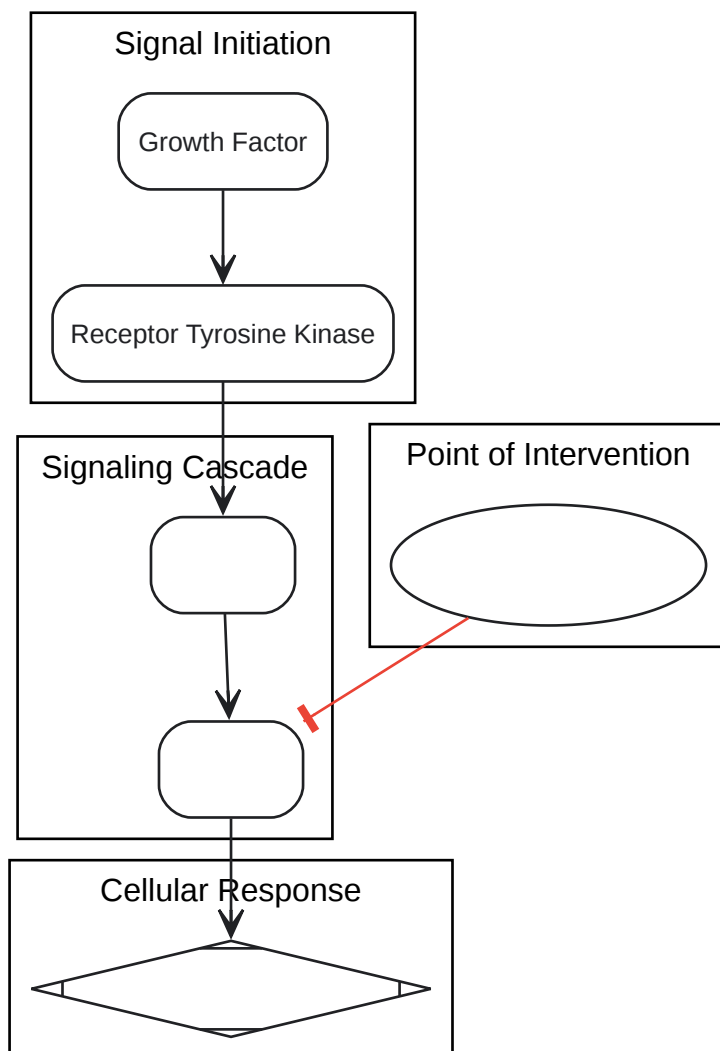 Signal Initiation
Growth Factor
Receptor Tyrosine Kinase
Signaling Cascade
Point of Intervention
Cellular Response